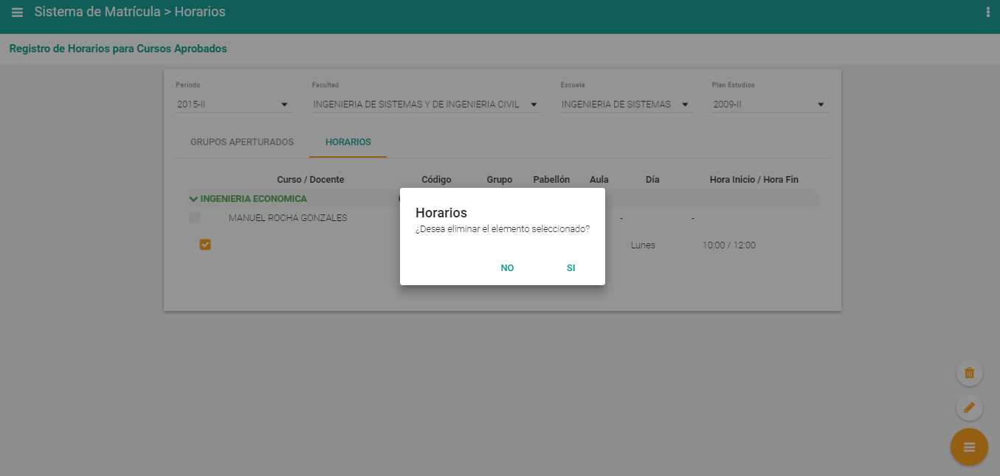 Sistema de Matrícula > Horarios
Registro de Horarios para Cursos Aprobados
Periodo Facultad Escuela Plan Estudios
2015-II INGENIERIA DE SISTEMAS Y DE INGENIERIA CIVIL INGENIERIA DE SISTEMAS 2009-II
GRUPOS APERTURADOS HORARIOS
Curso / Docente Código Grupo Pabellón Aula Día Hora Inicio / Hora Fin
INGENIERIA ECONOMICA
MANUEL ROCHA GONZALES - -
Lunes 10:00 / 12:00
Horarios
¿Desea eliminar el elemento seleccionado?
NO SI